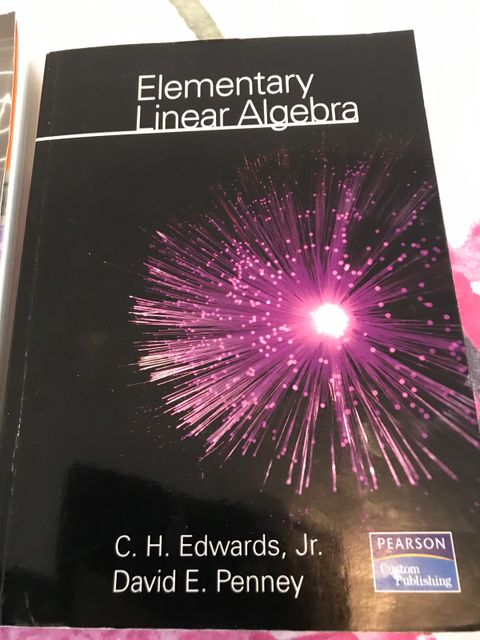 Elementary
Linear Algebra
C. H. Edwards, Jr.
David E. Penney
PEARSON
Custom
Publishing